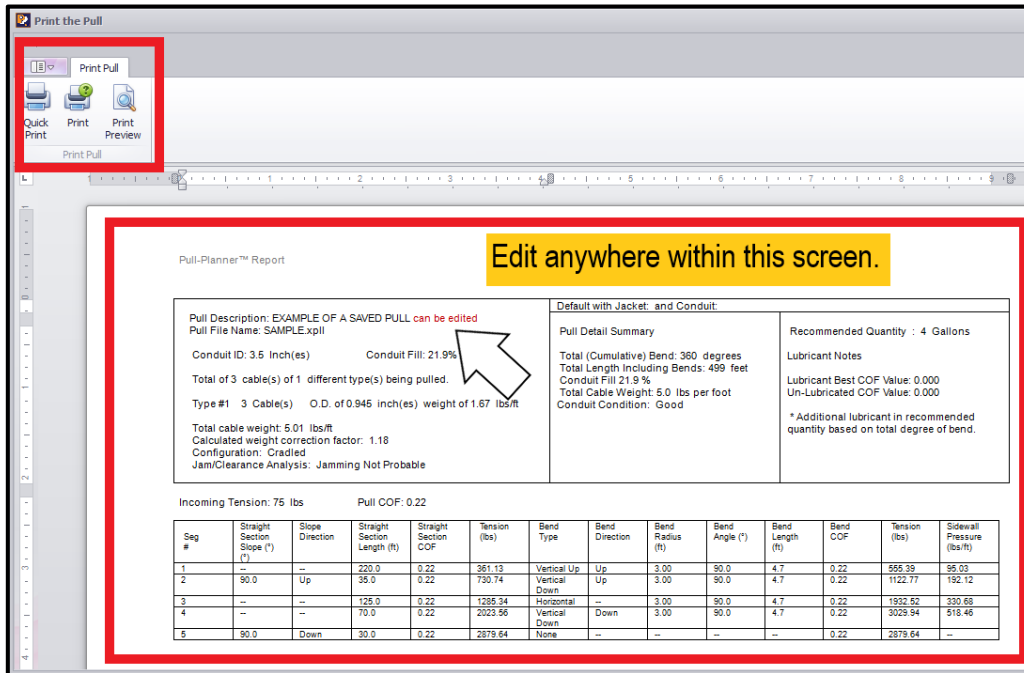 Print the Pull
Print Pull
Quick Print
Print
Print Preview
Print Pull
L
1 1 2 3 4 5 6 7 8 9
Pull-Planner™ Report
Edit anywhere within this screen.
Pull Description: EXAMPLE OF A SAVED PULL can be edited
Pull File Name: SAMPLE.xpll
Conduit ID: 3.5 Inch(es) Conduit Fill: 21.9%
Total of 3 cable(s) of 1 different type(s) being pulled.
Type #1 3 Cable(s) O.D. of 0.945 inch(es) weight of 1.67 lbs/ft
Total cable weight: 5.01 lbs/ft
Calculated weight correction factor: 1.18
Configuration: Cradled
Jam/Clearance Analysis: Jamming Not Probable
Default with Jacket: and Conduit:
Pull Detail Summary
Total (Cumulative) Bend: 360 degrees
Total Length Including Bends: 499 feet
Conduit Fill 21.9 %
Total Cable Weight: 5.0 lbs per foot
Conduit Condition: Good
Recommended Quantity : 4 Gallons
Lubricant Notes
Lubricant Best COF Value: 0.000
Un-Lubricated COF Value: 0.000
* Additional lubricant in recommended
quantity based on total degree of bend.
Incoming Tension: 75 lbs Pull COF: 0.22
Seg # Straight Section Slope (°) (°) Slope Direction Straight Section Length (ft) Straight Section COF Tension (lbs) Bend Type Bend Direction Bend Radius (ft) Bend Angle (°) Bend Length (ft) Bend COF Tension (lbs) Sidewall Pressure (lbs/ft)
1 -- -- 220.0 0.22 361.13 Vertical Up Up 3.00 90.0 4.7 0.22 555.39 95.03
2 90.0 Up 35.0 0.22 730.74 Vertical Down Up 3.00 90.0 4.7 0.22 1122.77 192.12
3 -- -- 125.0 0.22 1285.34 Horizontal -- 3.00 90.0 4.7 0.22 1932.52 330.68
4 -- -- 70.0 0.22 2023.56 Vertical Down Down 3.00 90.0 4.7 0.22 3029.94 518.46
5 90.0 Down 30.0 0.22 2879.64 None -- -- -- -- 0.22 2879.64 --
1
2
3
4